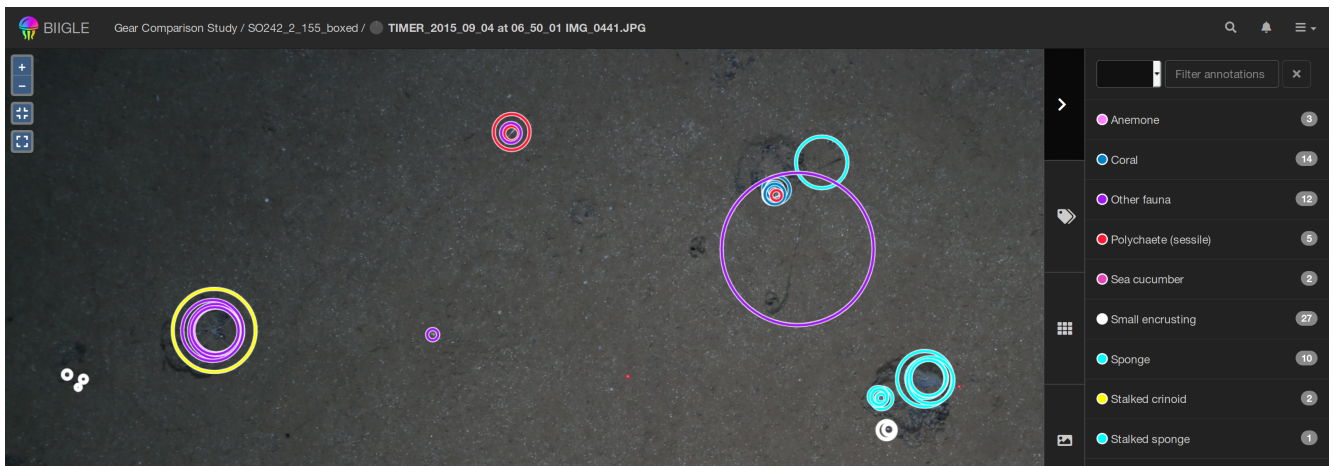 BIIGLE Gear Comparison Study / SO242_2_155_boxed / TIMER_2015_09_04 at 06_50_01 IMG_0441.JPG
Filter annotations
Anemone 3
Coral 14
Other fauna 12
Polychaete (sessile) 5
Sea cucumber 2
Small encrusting 27
Sponge 10
Stalked crinoid 2
Stalked sponge 1